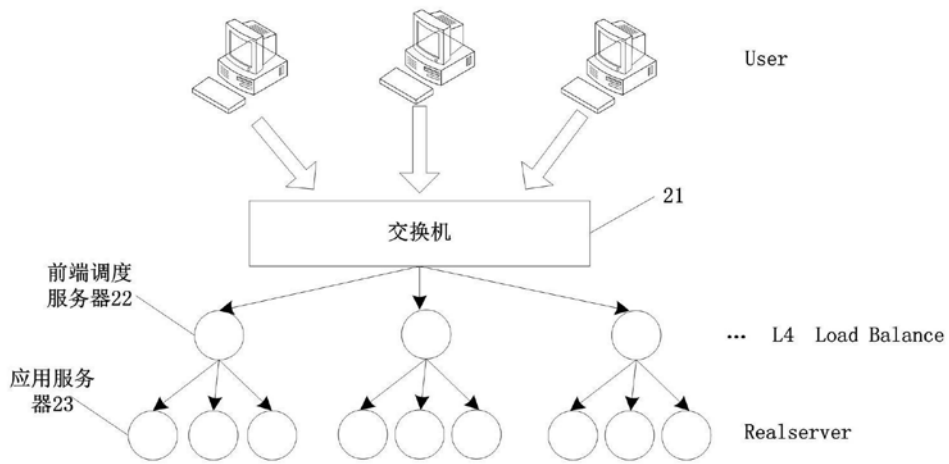 User
21
交换机
前端调度
服务器22
… L4 Load Balance
应用服务
器23
Realserver